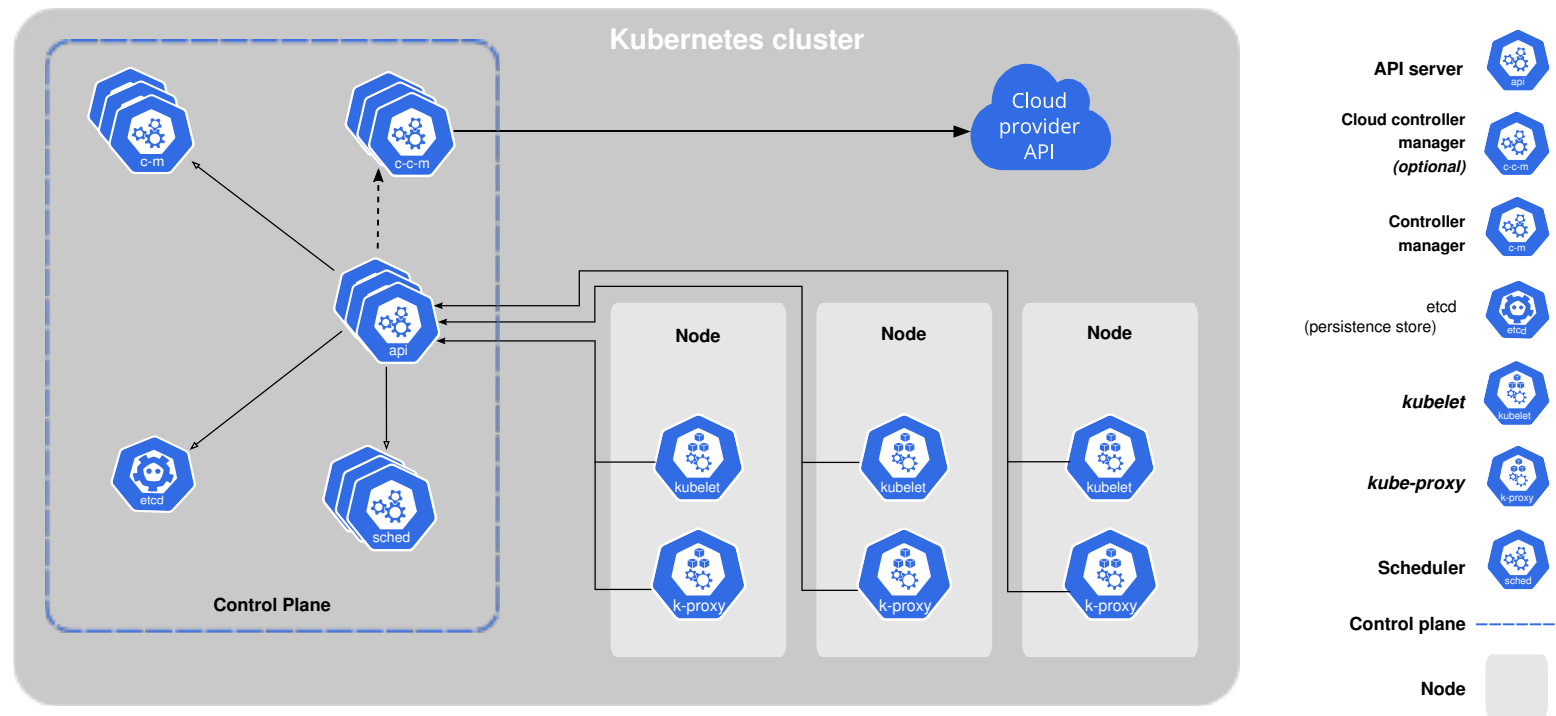 Kubernetes cluster
c-m
c-c-m
Cloud
provider
API
api
etcd
sched
Control Plane
Node
kubelet
k-proxy
Node
kubelet
k-proxy
Node
kubelet
k-proxy
API server
api
Cloud controller
manager
(optional)
c-c-m
Controller
manager
c-m
etcd
(persistence store)
etcd
kubelet
kubelet
kube-proxy
k-proxy
Scheduler
sched
Control plane
Node